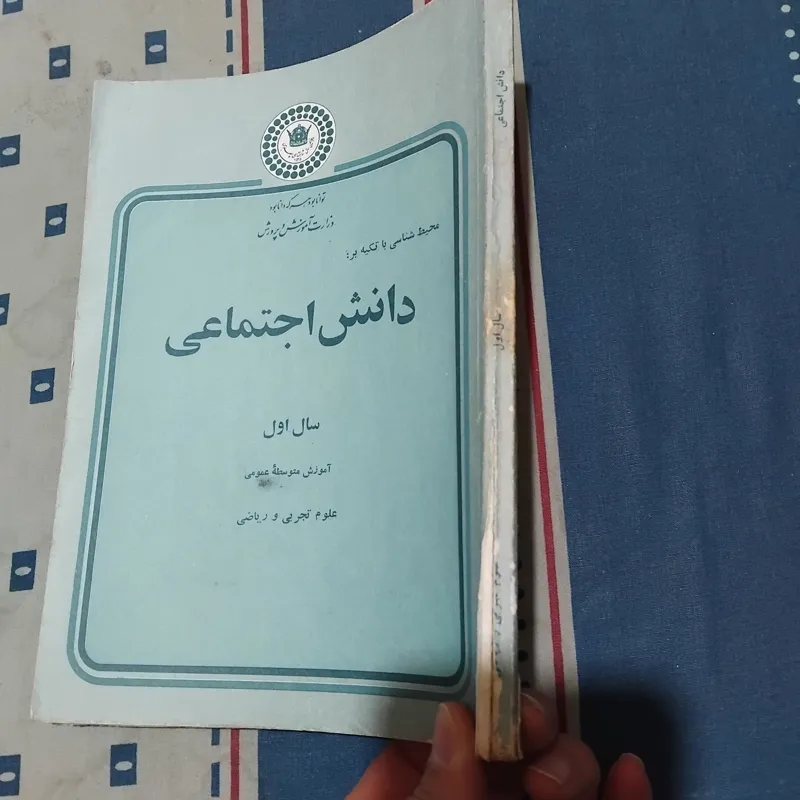 توانا بود هر که دانا بود
وزارت آموزش و پرورش
محیط شناسی با تکیه بر:
دانش اجتماعی
سال اول
آموزش متوسطهٔ عمومی
علوم تجربی و ریاضی
دانش اجتماعی
سال اول